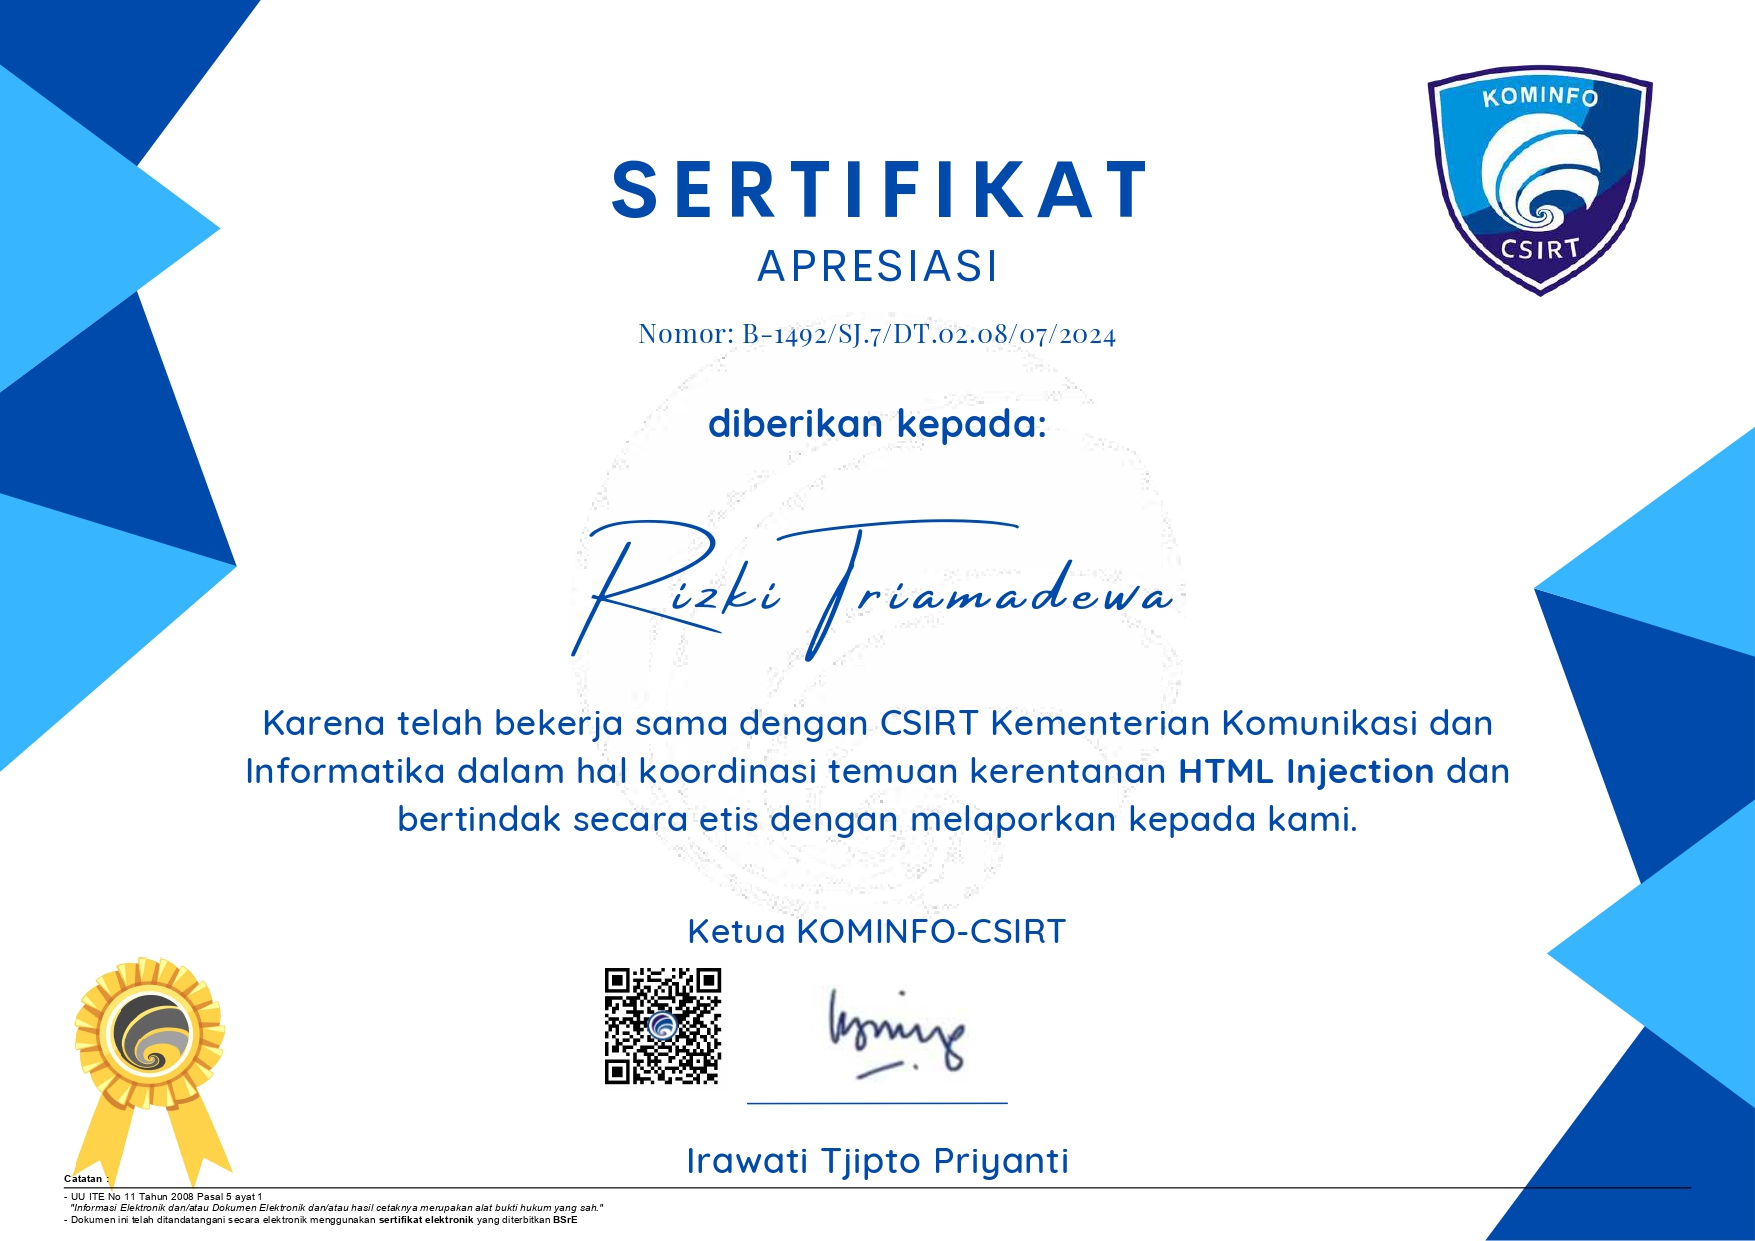 KOMINFO
CSIRT
SERTIFIKAT
APRESIASI
Nomor: B-1492/SJ.7/DT.02.08/07/2024
diberikan kepada:
Rizki Triamadewa
Karena telah bekerja sama dengan CSIRT Kementerian Komunikasi dan
Informatika dalam hal koordinasi temuan kerentanan HTML Injection dan
bertindak secara etis dengan melaporkan kepada kami.
Ketua KOMINFO-CSIRT
Irawati Tjipto Priyanti
Catatan :
- UU ITE No 11 Tahun 2008 Pasal 5 ayat 1
"Informasi Elektronik dan/atau Dokumen Elektronik dan/atau hasil cetaknya merupakan alat bukti hukum yang sah."
- Dokumen ini telah ditandatangani secara elektronik menggunakan sertifikat elektronik yang diterbitkan BSrE